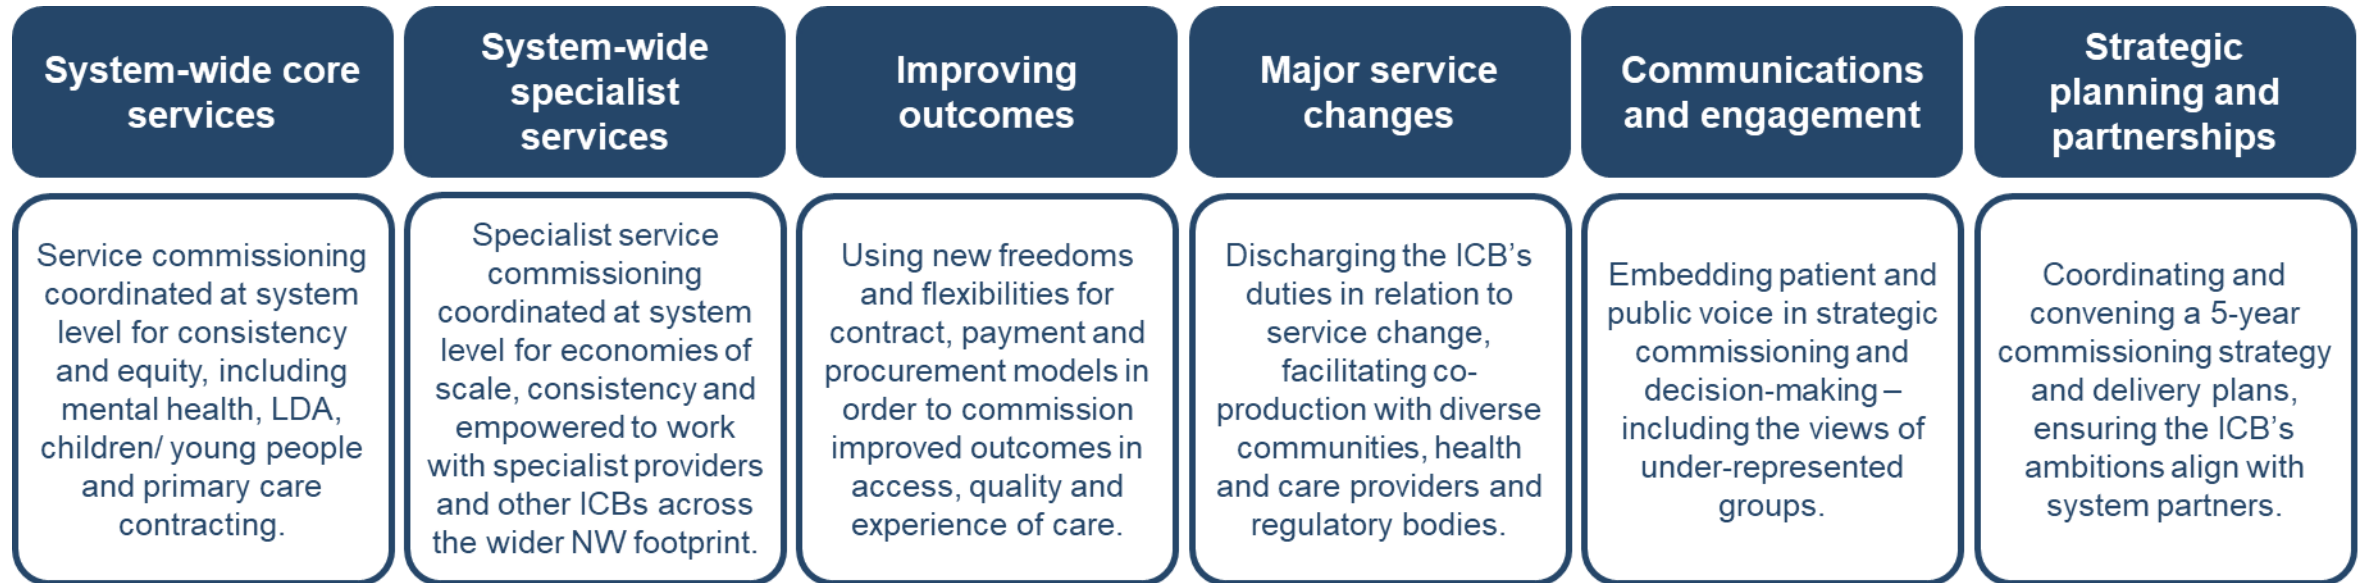 System-wide core
services
Service commissioning
coordinated at system
level for consistency
and equity, including
mental health, LDA,
children/ young people
and primary care
contracting.
System-wide
specialist
services
Specialist service
commissioning
coordinated at system
level for economies of
scale, consistency and
empowered to work
with specialist providers
and other ICBs across
the wider NW footprint.
Improving
outcomes
Using new freedoms
and flexibilities for
contract, payment and
procurement models in
order to commission
improved outcomes in
access, quality and
experience of care.
Major service
changes
Discharging the ICB’s
duties in relation to
service change,
facilitating co-
production with diverse
communities, health
and care providers and
regulatory bodies.
Communications
and engagement
Embedding patient and
public voice in strategic
commissioning and
decision-making –
including the views of
under-represented
groups.
Strategic
planning and
partnerships
Coordinating and
convening a 5-year
commissioning strategy
and delivery plans,
ensuring the ICB’s
ambitions align with
system partners.